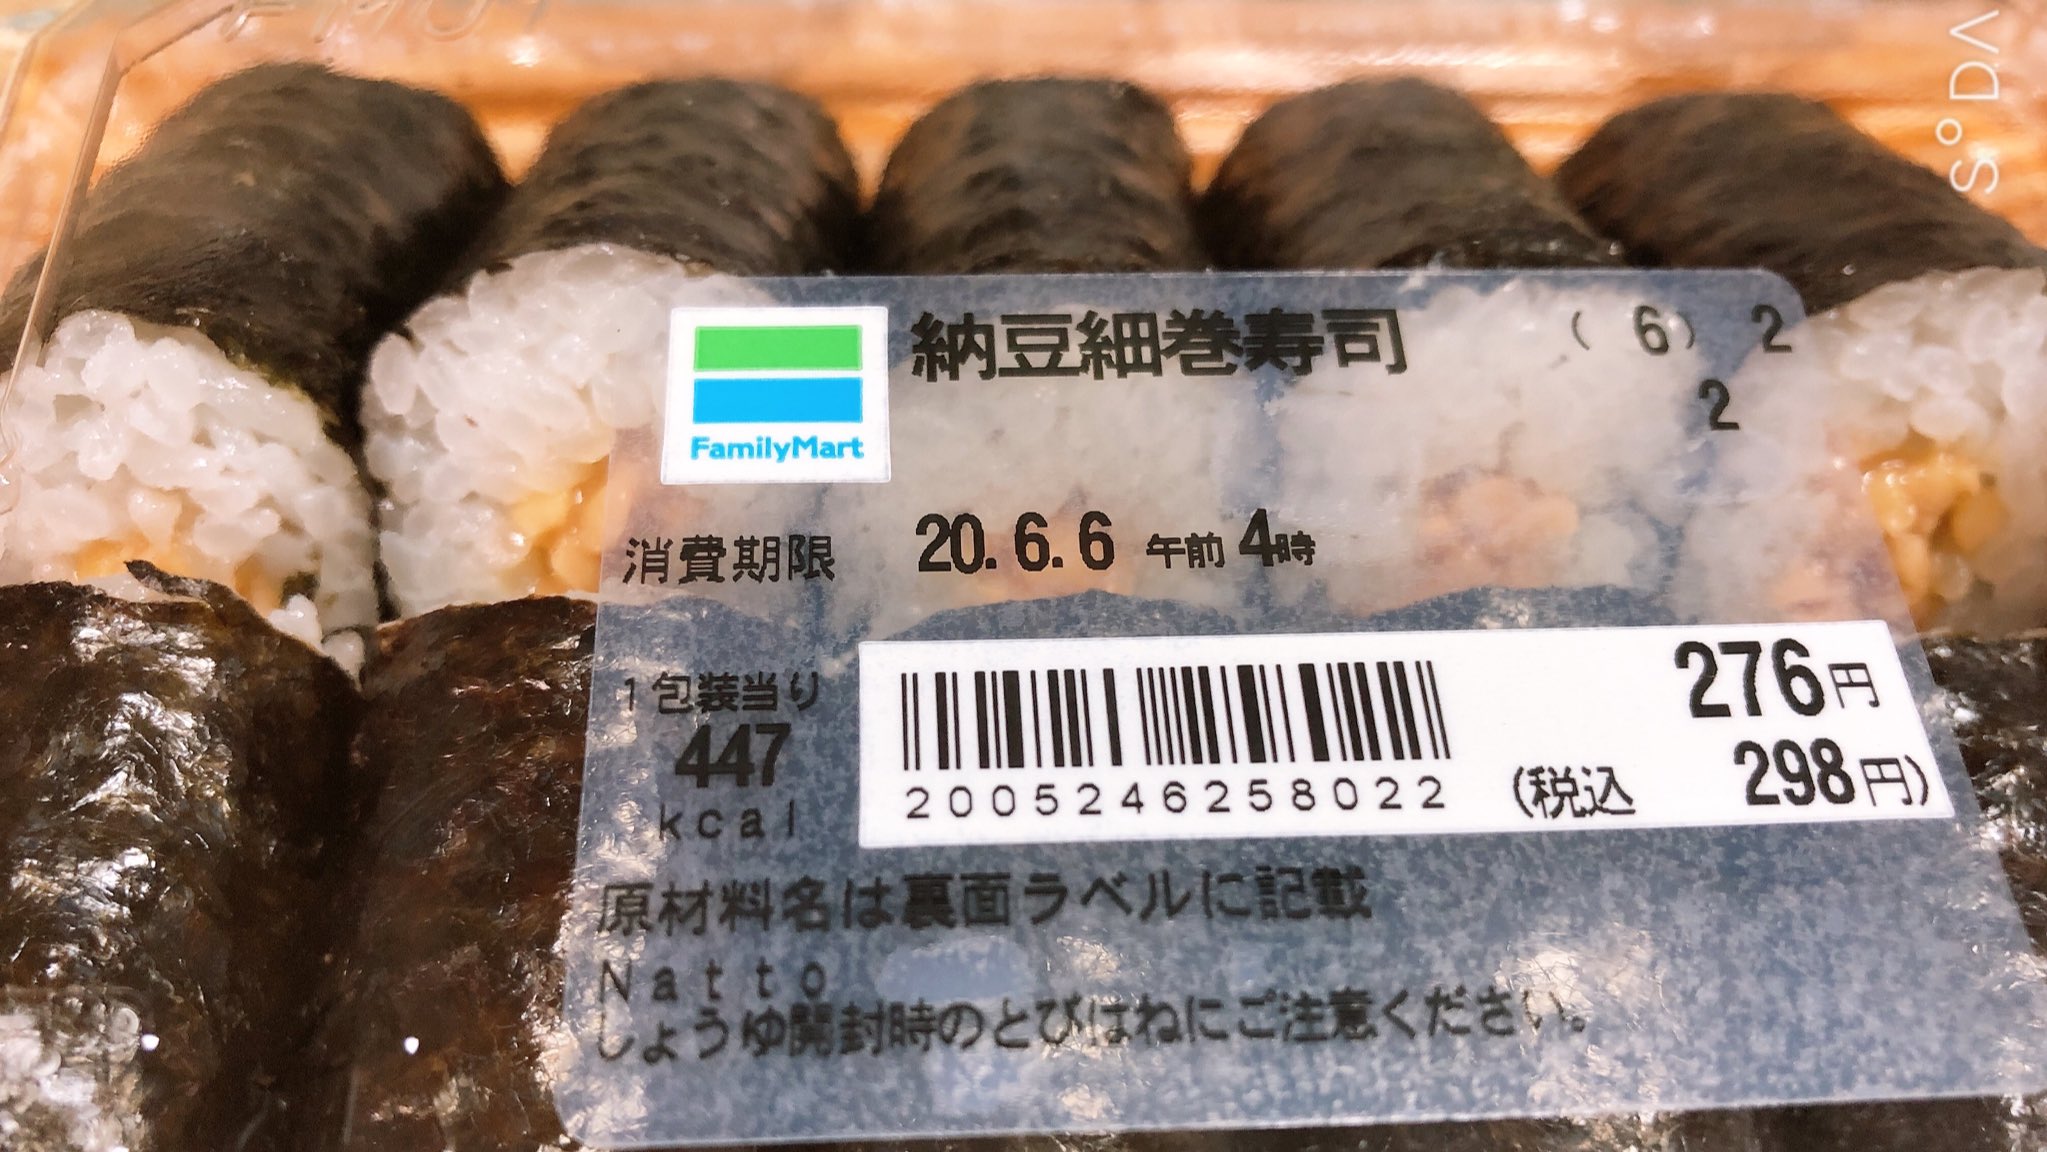 納豆細巻寿司 (6) 2
2
FamilyMart
消費期限 20.6.6 午前4時
276円
1包装当り
447
kcal
2005246258022
(税込 298円)
原材料名は裏面ラベルに記載
Natto
しょうゆ開封時のとびはねにご注意ください。
SODA